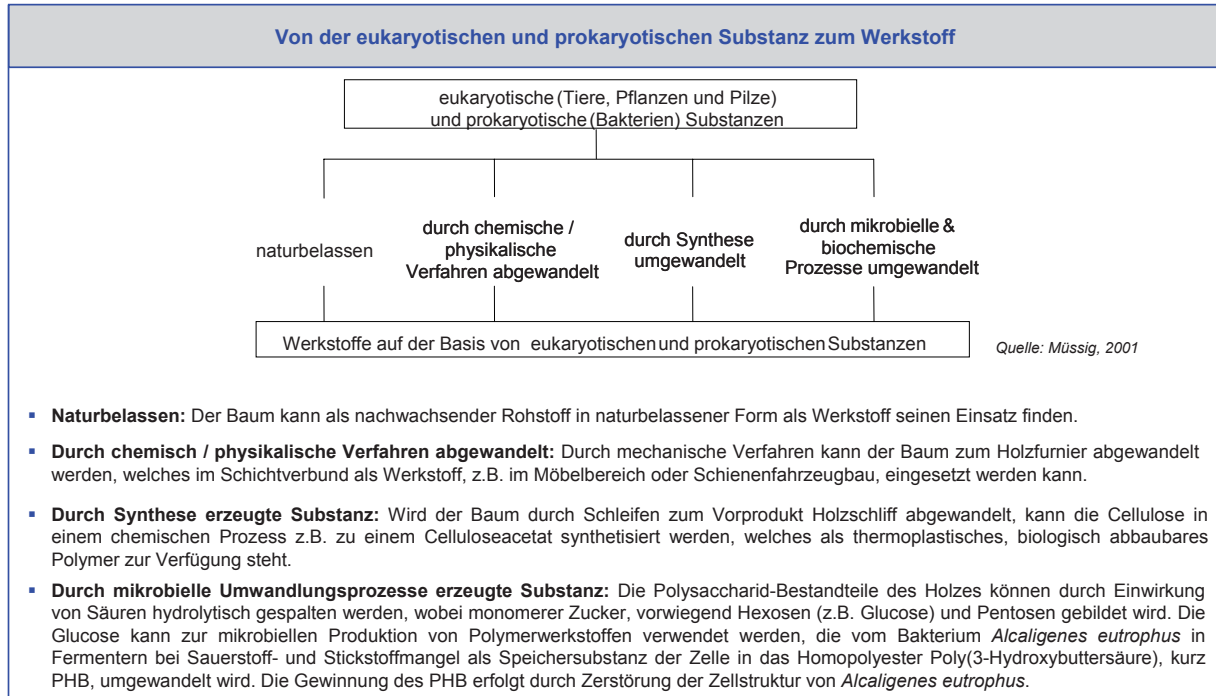 Von der eukaryotischen und prokaryotischen Substanz zum Werkstoff
eukaryotische (Tiere, Pflanzen und Pilze)
und prokaryotische (Bakterien) Substanzen
naturbelassen
durch chemische /
physikalische
Verfahren abgewandelt
durch Synthese
umgewandelt
durch mikrobielle &
biochemische
Prozesse umgewandelt
Werkstoffe auf der Basis von eukaryotischen und prokaryotischen Substanzen
Quelle: Müssig, 2001
▪ Naturbelassen: Der Baum kann als nachwachsender Rohstoff in naturbelassener Form als Werkstoff seinen Einsatz finden.
▪ Durch chemisch / physikalische Verfahren abgewandelt: Durch mechanische Verfahren kann der Baum zum Holzfurnier abgewandelt
werden, welches im Schichtverbund als Werkstoff, z.B. im Möbelbereich oder Schienenfahrzeugbau, eingesetzt werden kann.
▪ Durch Synthese erzeugte Substanz: Wird der Baum durch Schleifen zum Vorprodukt Holzschliff abgewandelt, kann die Cellulose in
einem chemischen Prozess z.B. zu einem Celluloseacetat synthetisiert werden, welches als thermoplastisches, biologisch abbaubares
Polymer zur Verfügung steht.
▪ Durch mikrobielle Umwandlungsprozesse erzeugte Substanz: Die Polysaccharid-Bestandteile des Holzes können durch Einwirkung
von Säuren hydrolytisch gespalten werden, wobei monomerer Zucker, vorwiegend Hexosen (z.B. Glucose) und Pentosen gebildet wird. Die
Glucose kann zur mikrobiellen Produktion von Polymerwerkstoffen verwendet werden, die vom Bakterium Alcaligenes eutrophus in
Fermentern bei Sauerstoff- und Stickstoffmangel als Speichersubstanz der Zelle in das Homopolyester Poly(3-Hydroxybuttersäure), kurz
PHB, umgewandelt wird. Die Gewinnung des PHB erfolgt durch Zerstörung der Zellstruktur von Alcaligenes eutrophus.